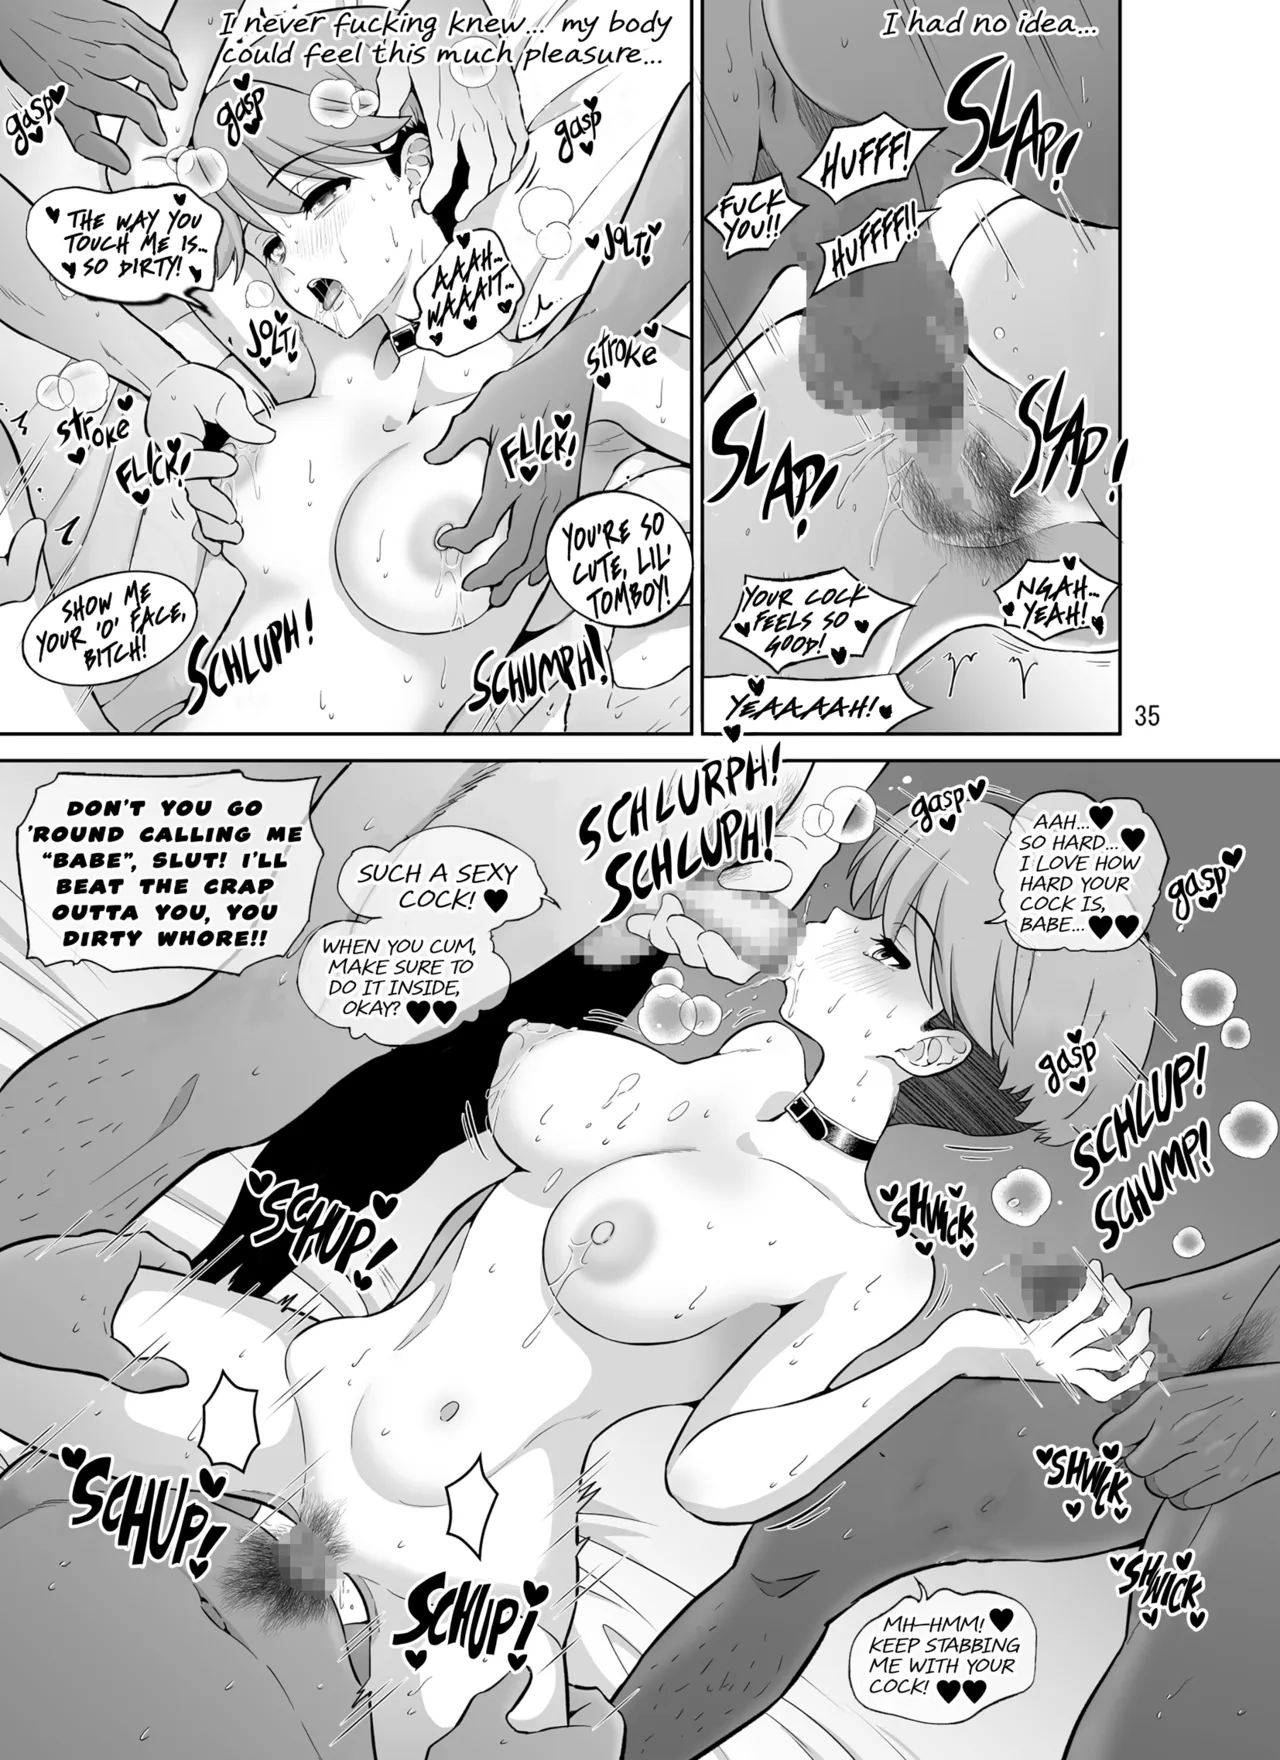 I had no idea...
SLAP!
HUFFF!
FUCK
YOU!!
HUFFFF!!
SLAP!
SLAP!
NGAH...
YEAH!
YOUR COCK
FEELS SO
GOOD!
YEAAAAH!
I never fucking knew... my body
could feel this much pleasure...
gasp
gasp
gasp
THE WAY YOU
TOUCH ME IS...
SO DIRTY!
AAAH...
WAAAIT...
JOLT!
JOLT!
stroke
stroke
FLICK!
FLICK!
YOU'RE SO
CUTE, LIL'
TOMBOY!
SHOW ME
YOUR 'O' FACE,
BITCH!
SCHLUPH!
SCHUMPH!
35
AAH...♥
SO HARD...♥
I LOVE HOW
HARD YOUR
COCK IS,
BABE...♥♥
gasp
gasp
gasp
SCHLURPH!
SCHLUPH!
SUCH A SEXY
COCK! ♥
WHEN YOU CUM,
MAKE SURE TO
DO IT INSIDE,
OKAY? ♥♥
DON'T YOU GO
'ROUND CALLING ME
"BABE", SLUT! I'LL
BEAT THE CRAP
OUTTA YOU, YOU
DIRTY WHORE!!
SCHLUP!
SCHUMP!
SHWICK
SCHUP!
SCHUP!
SCHUP!
SHWICK
SHWICK
MH-HMM! ♥
KEEP STABBING
ME WITH YOUR
COCK! ♥♥